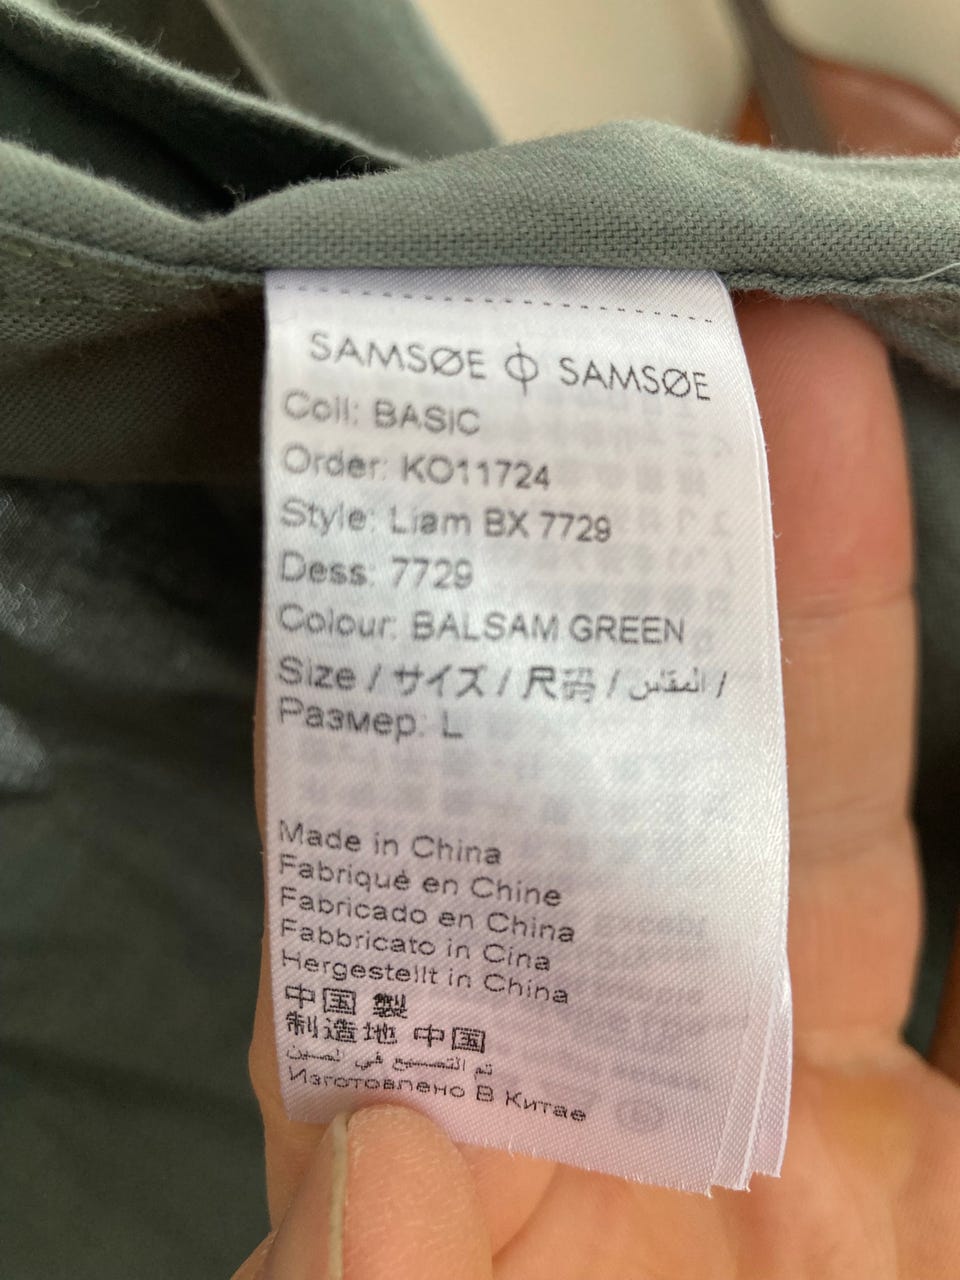 SAMSØE ϕ SAMSØE
Coll: BASIC
Order: KO11724
Style: Liam BX 7729
Dess: 7729
Colour: BALSAM GREEN
Size / サイズ / 尺码 / المقاس /
Размер: L
Made in China
Fabriqué en Chine
Fabricado en China
Fabbricato in Cina
Hergestellt in China
中国 製
制造地 中国
تم التصنيع في الصين
Изготовлено В Китае